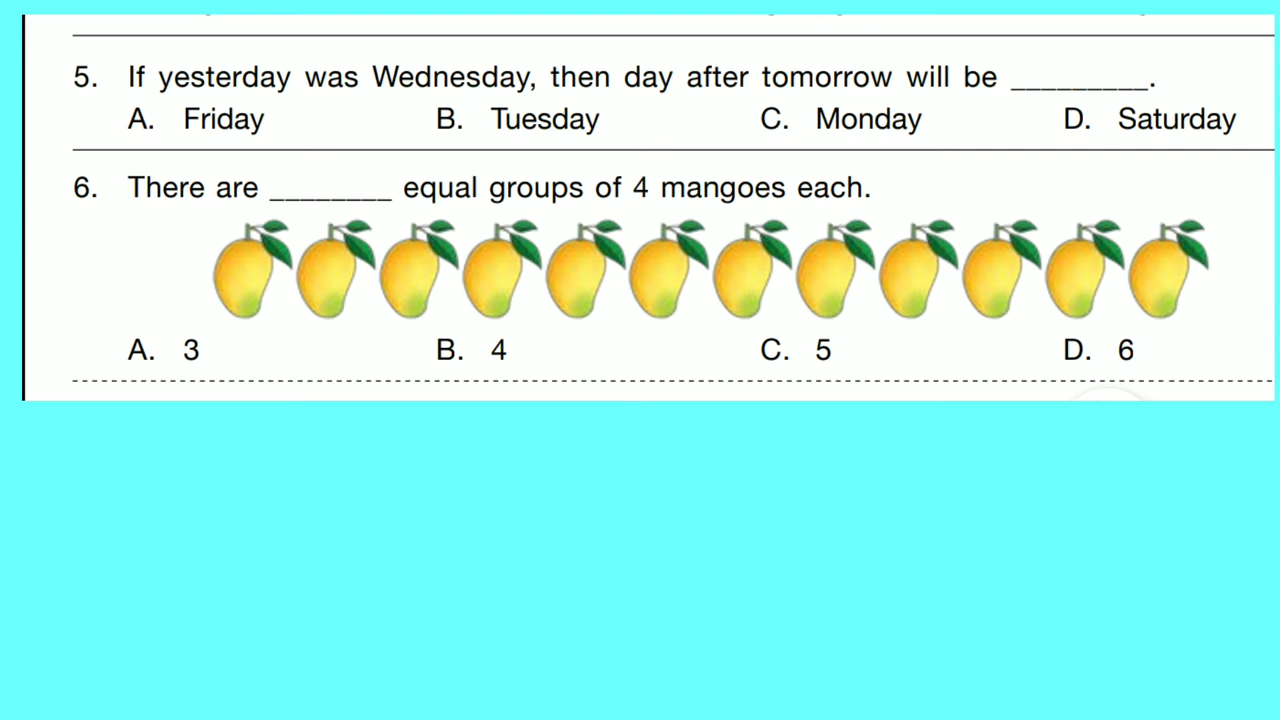 5. If yesterday was Wednesday, then day after tomorrow will be _________.
A. Friday B. Tuesday C. Monday D. Saturday
6. There are ________ equal groups of 4 mangoes each.
A. 3 B. 4 C. 5 D. 6